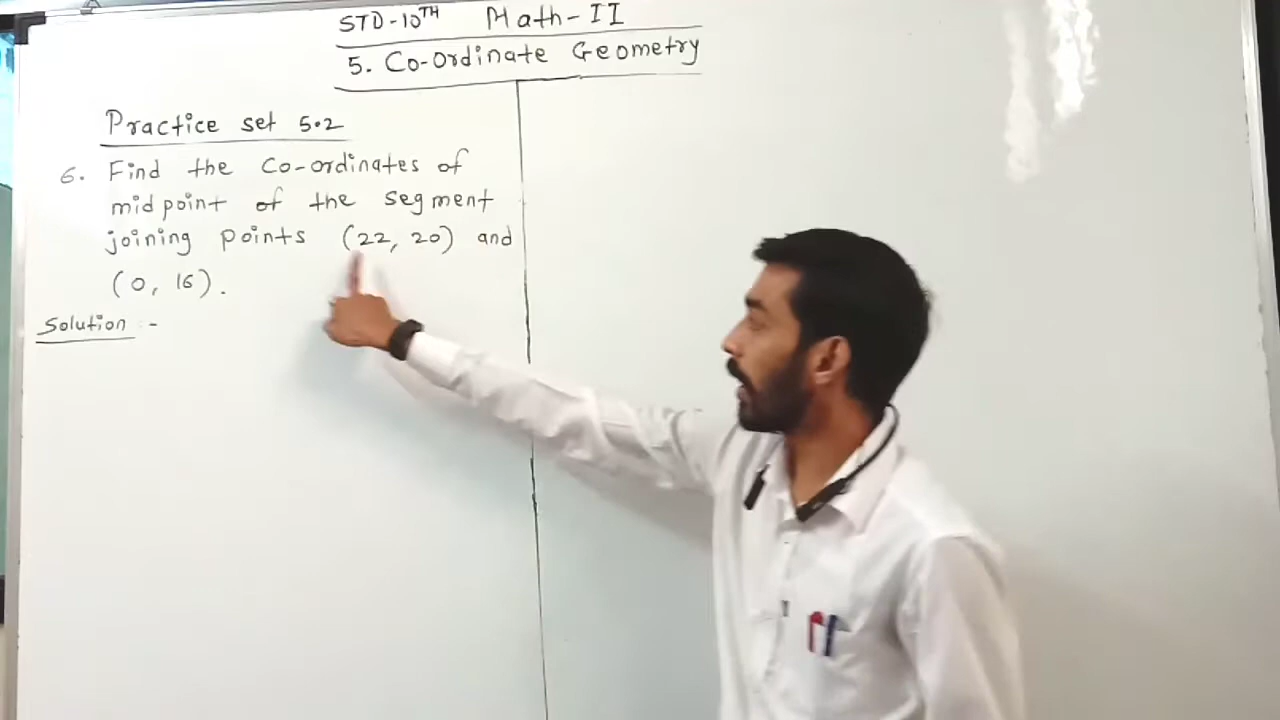 STD-10TH Math-II
5. Co-Ordinate Geometry
Practice set 5.2
6. Find the Co-ordinates of
midpoint of the segment
joining points (22, 20) and
(0, 16).
Solution :-